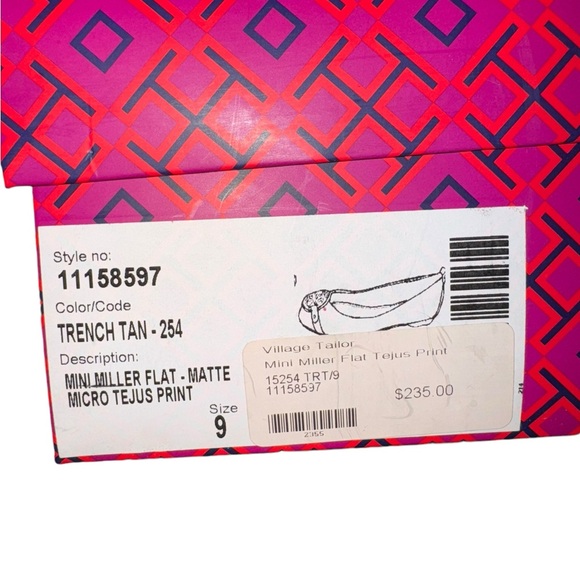 Style no:
11158597
Color/Code
TRENCH TAN - 254
Description:
MINI MILLER FLAT - MATTE
MICRO TEJUS PRINT
Size
9
Village Tailor
Mini Miller Flat Tejus Print
15254 TRT/9
11158597
$235.00
2355